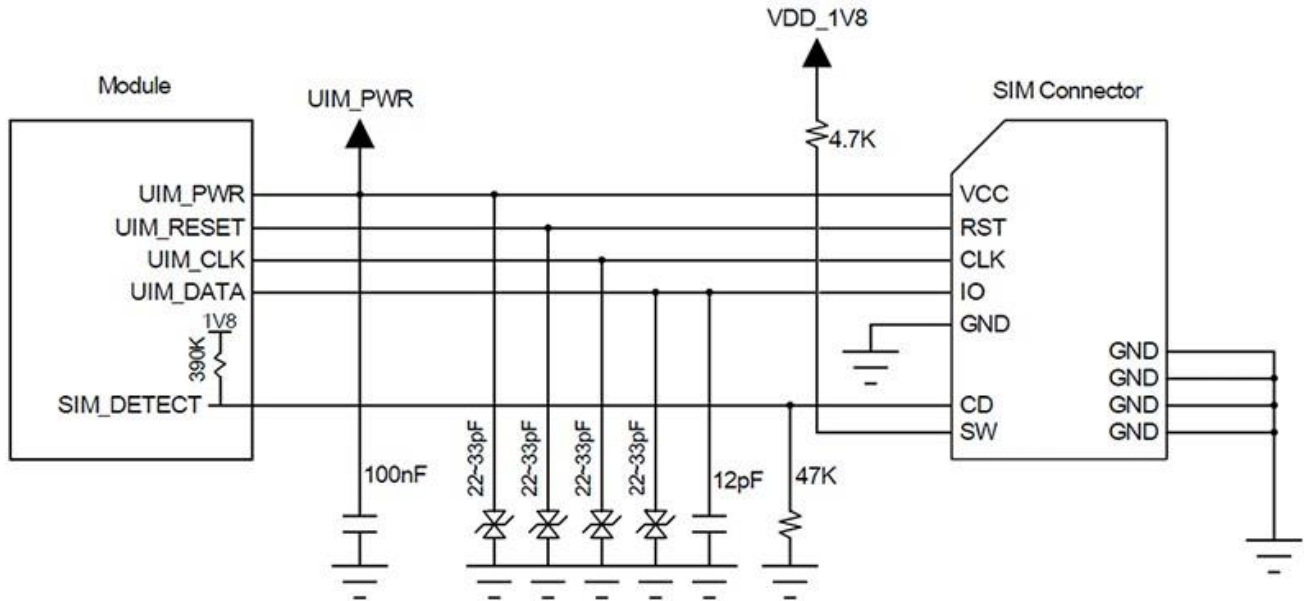 VDD_1V8
Module
UIM_PWR
SIM Connector
4.7K
UIM_PWR
VCC
UIM_RESET
RST
UIM_CLK
CLK
UIM_DATA
IO
1V8
GND
390K
GND
GND
SIM_DETECT
CD
GND
SW
GND
100nF
22~33pF
22~33pF
22~33pF
22~33pF
12pF
47K